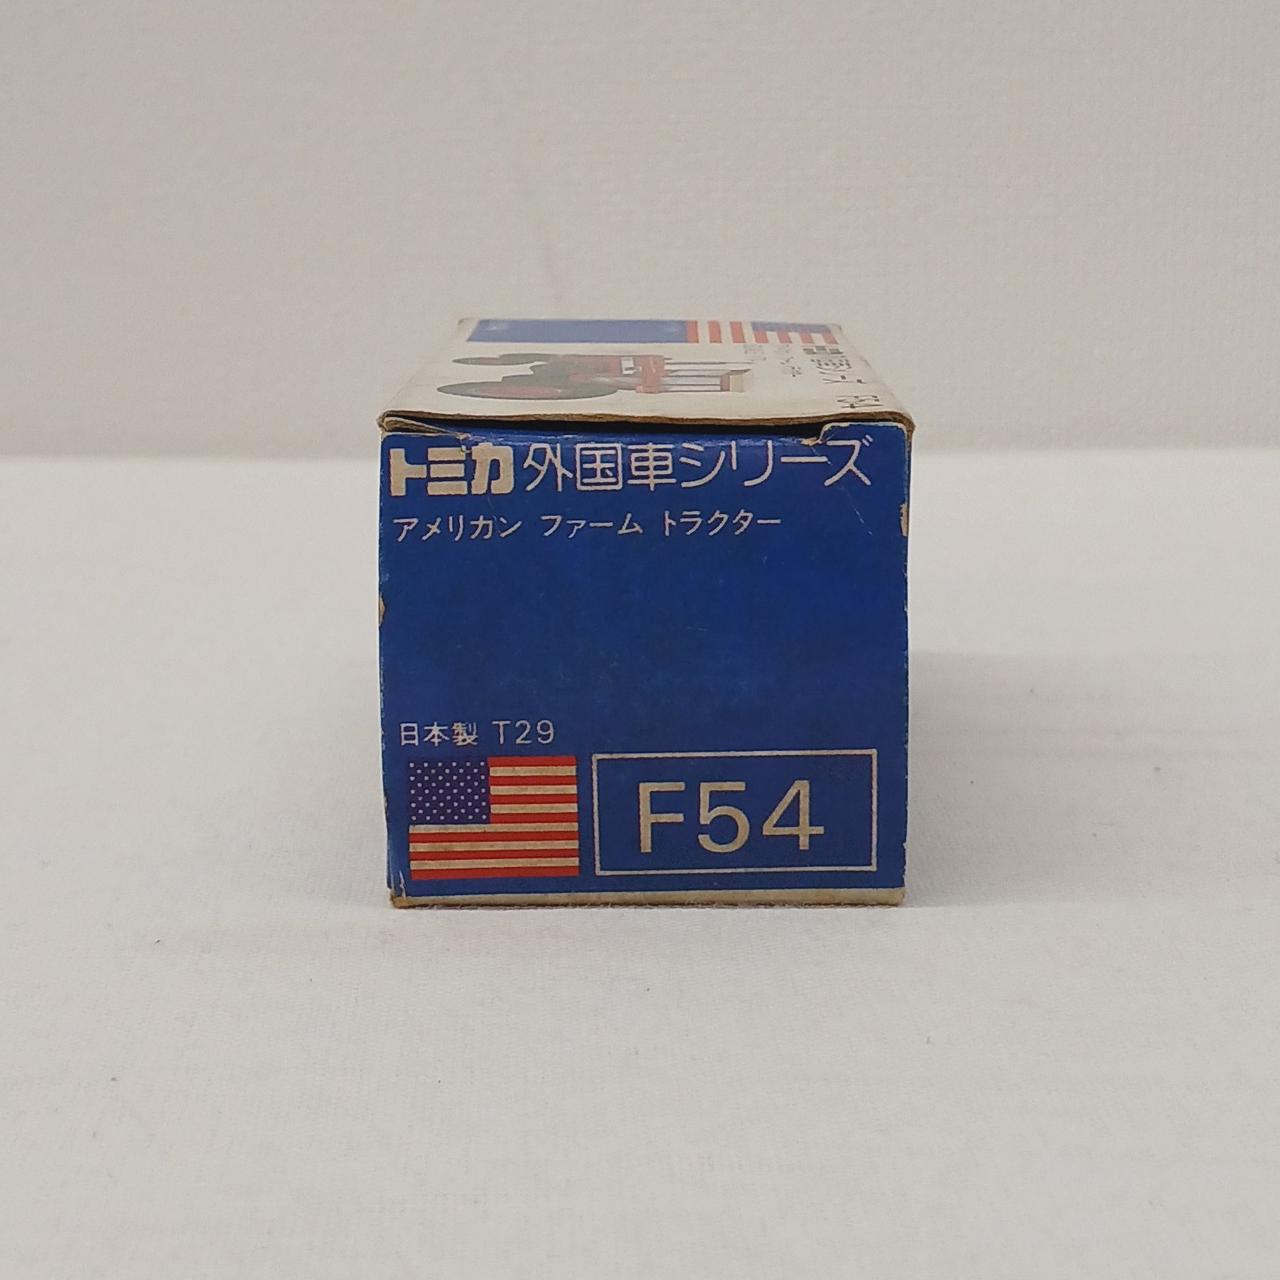 トミカ外国車シリーズ
アメリカン ファーム トラクター
日本製 T29
F54